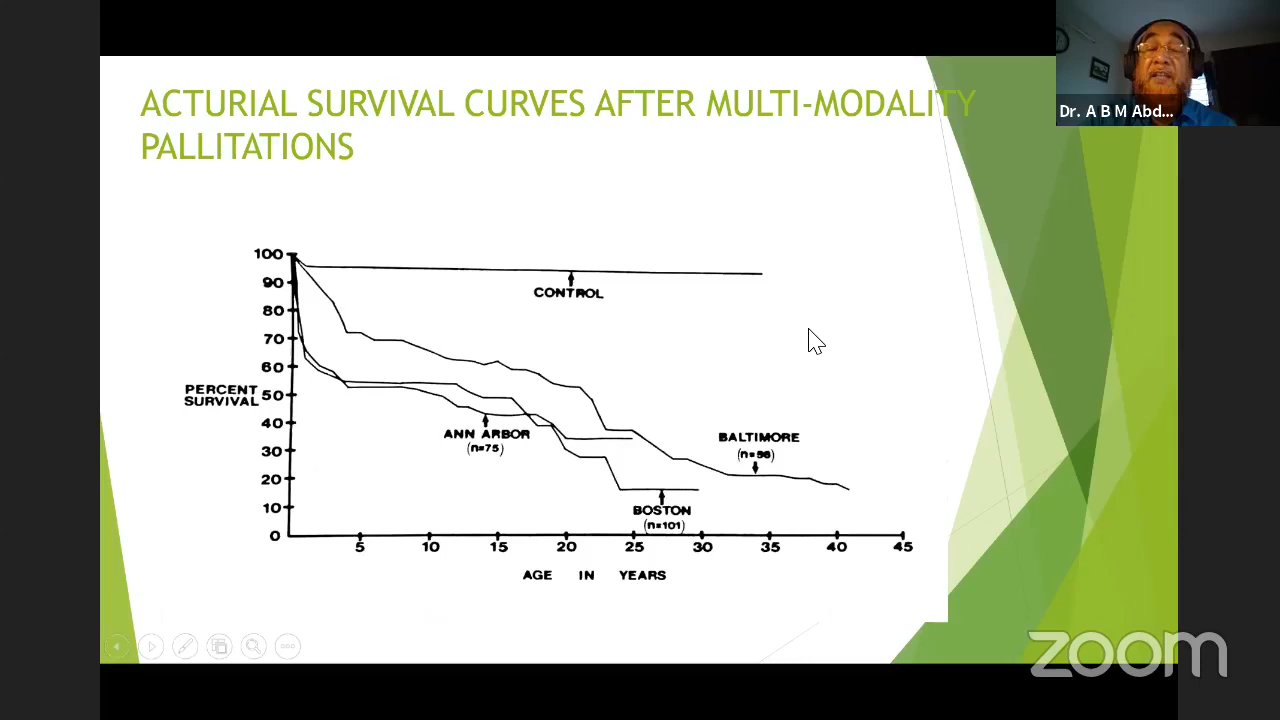 Dr. A B M Abd...
ACTURIAL SURVIVAL CURVES AFTER MULTI-MODALITY
PALLITATIONS
100
90
80
70
60
50
40
30
20
10
0
PERCENT
SURVIVAL
CONTROL
ANN ARBOR
(n=75)
BALTIMORE
BOSTON
(n=101)
5 10 15 20 25 30 35 40 45
AGE IN YEARS
zoom